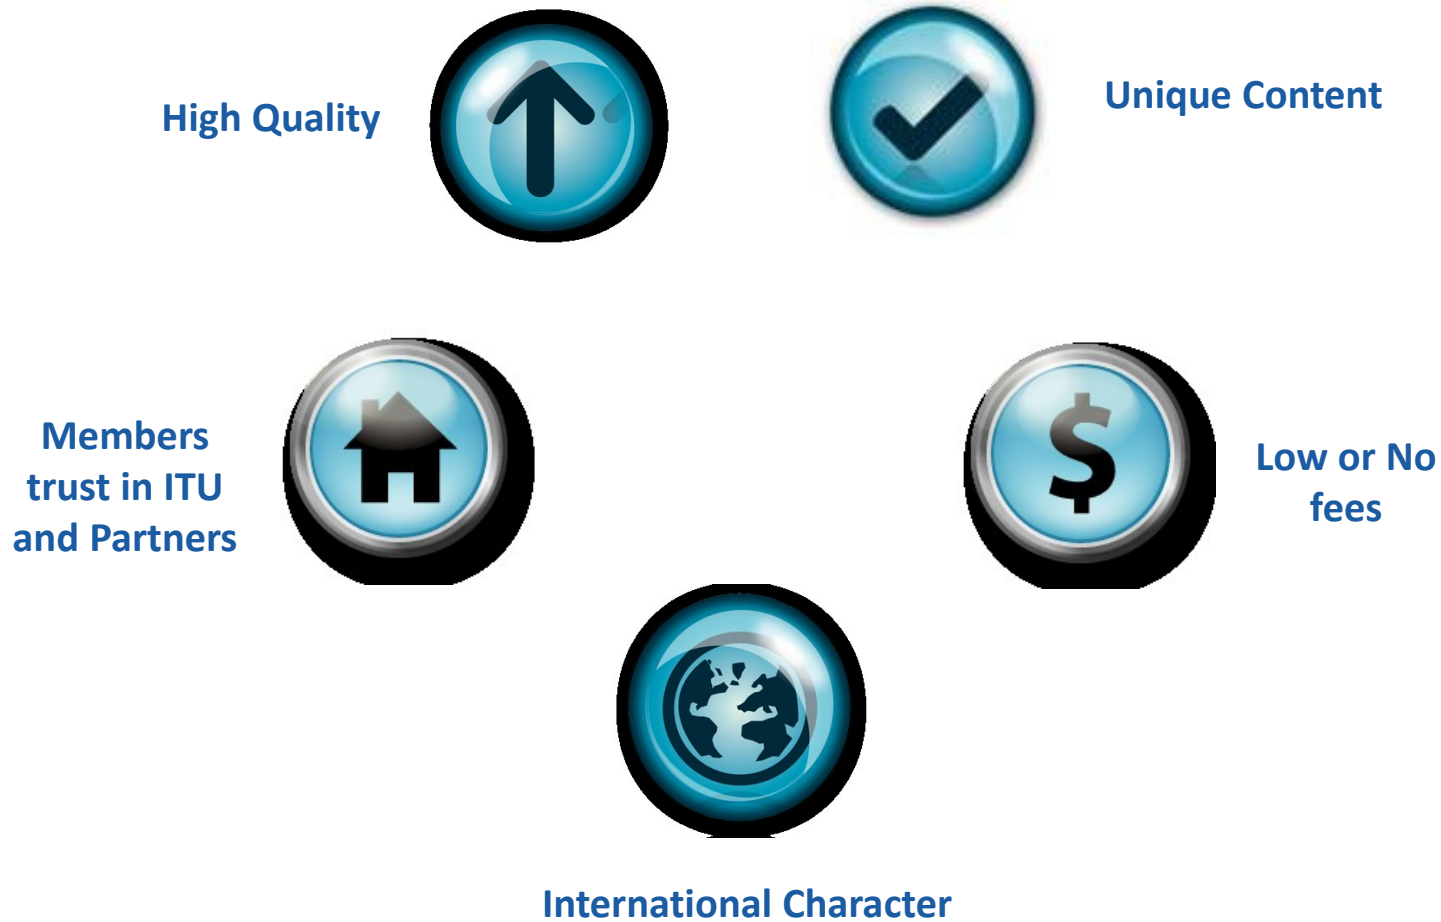 High Quality
Unique Content
Members
trust in ITU
and Partners
Low or No
fees
International Character